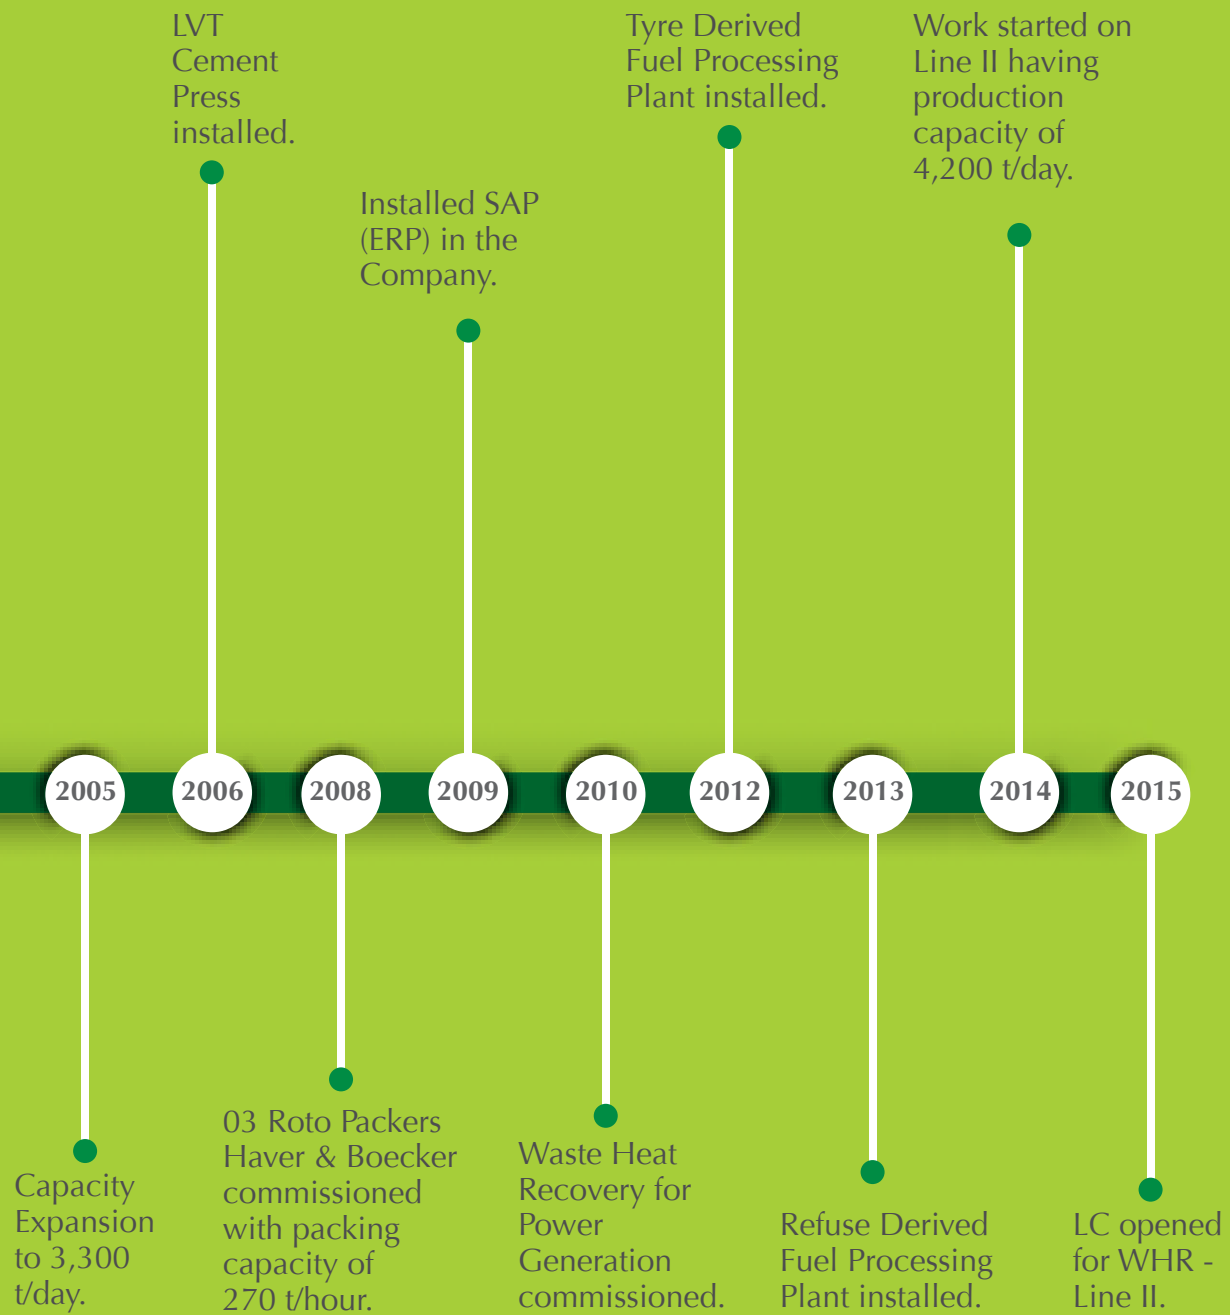 LVT
Cement
Press
installed.
Installed SAP
(ERP) in the
Company.
Tyre Derived
Fuel Processing
Plant installed.
Work started on
Line II having
production
capacity of
4,200 t/day.
2005
2006
2008
2009
2010
2012
2013
2014
2015
Capacity
Expansion
to 3,300
t/day.
03 Roto Packers
Haver & Boecker
commissioned
with packing
capacity of
270 t/hour.
Waste Heat
Recovery for
Power
Generation
commissioned.
Refuse Derived
Fuel Processing
Plant installed.
LC opened
for WHR -
Line II.